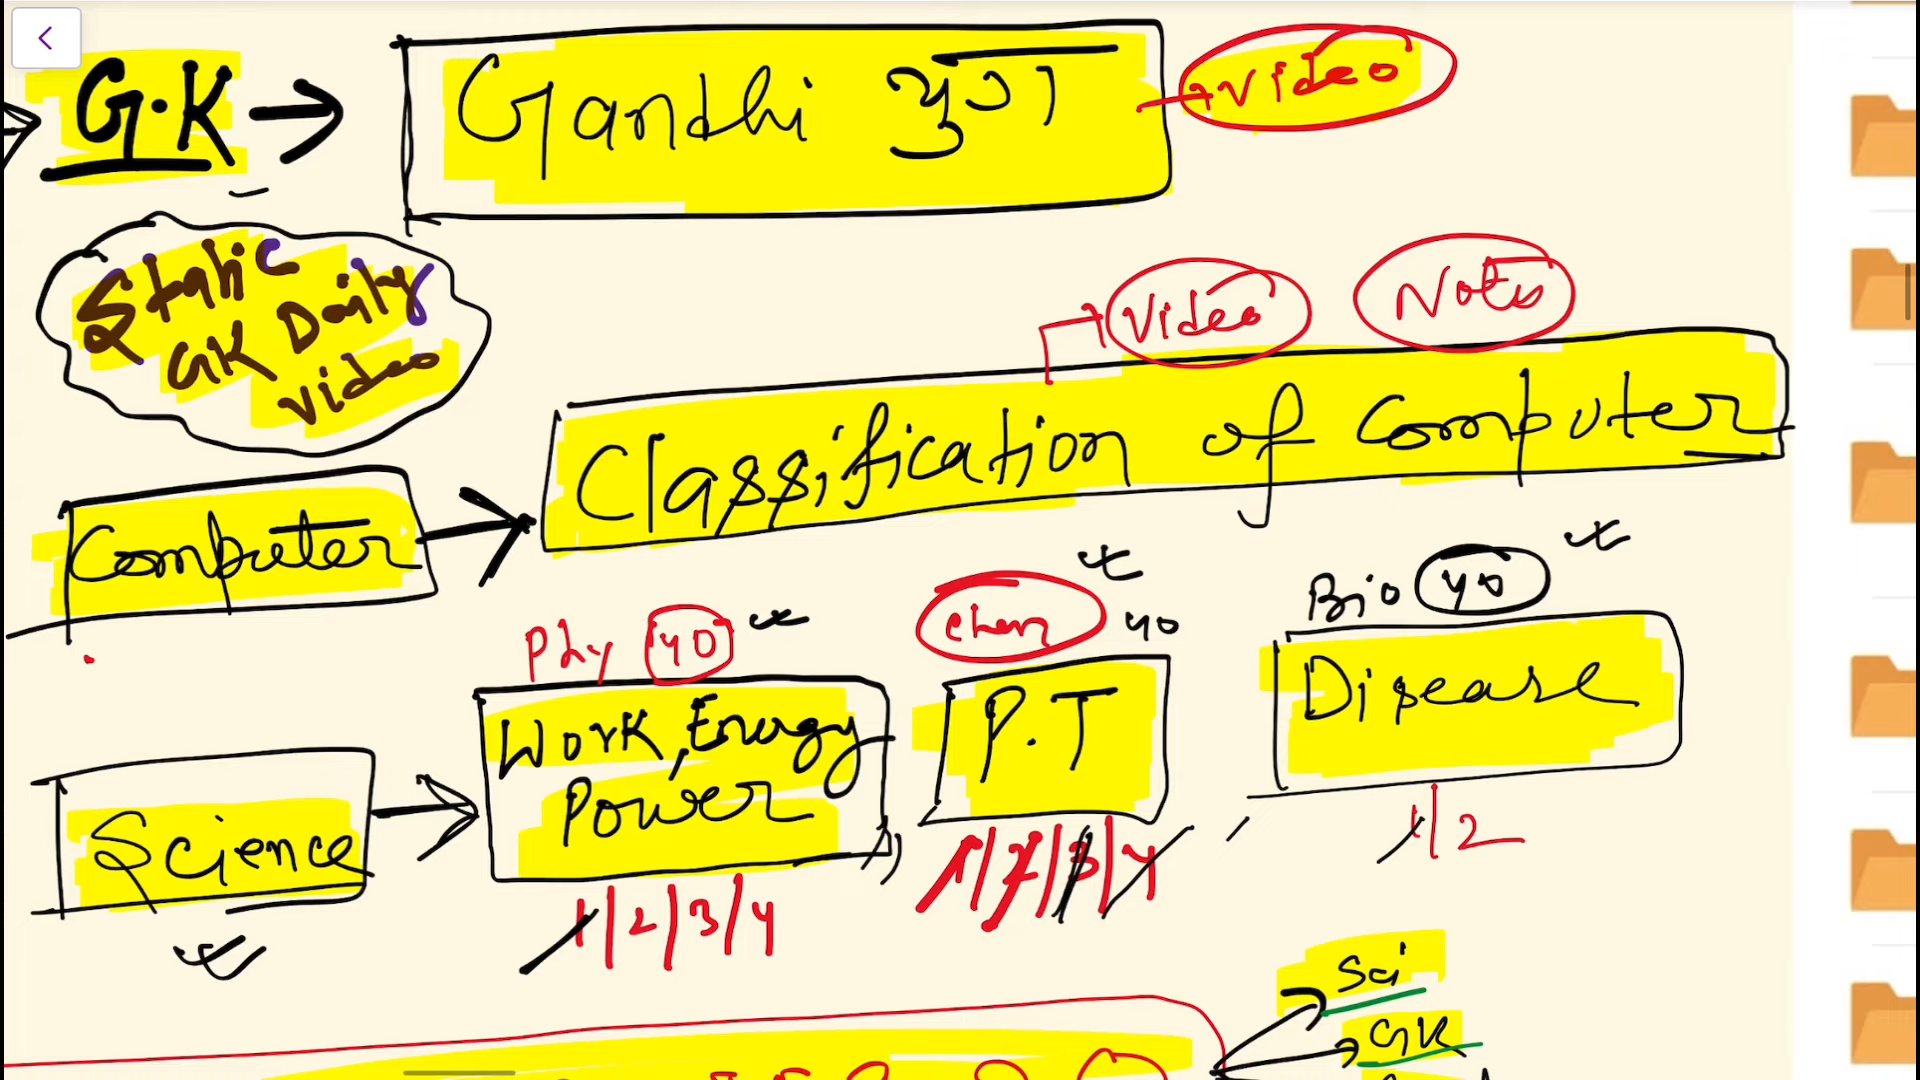 G.K → Gandhi युग → Video
Static
GK Daily
Video
Video Notes
Computer → Classification of Computer
Phy 40 Chem 40 Bio 40
Science → Work, Energy
Power
P.T
Disease
1|2|3|4
1|2|3|4
1|2
Sci
GK